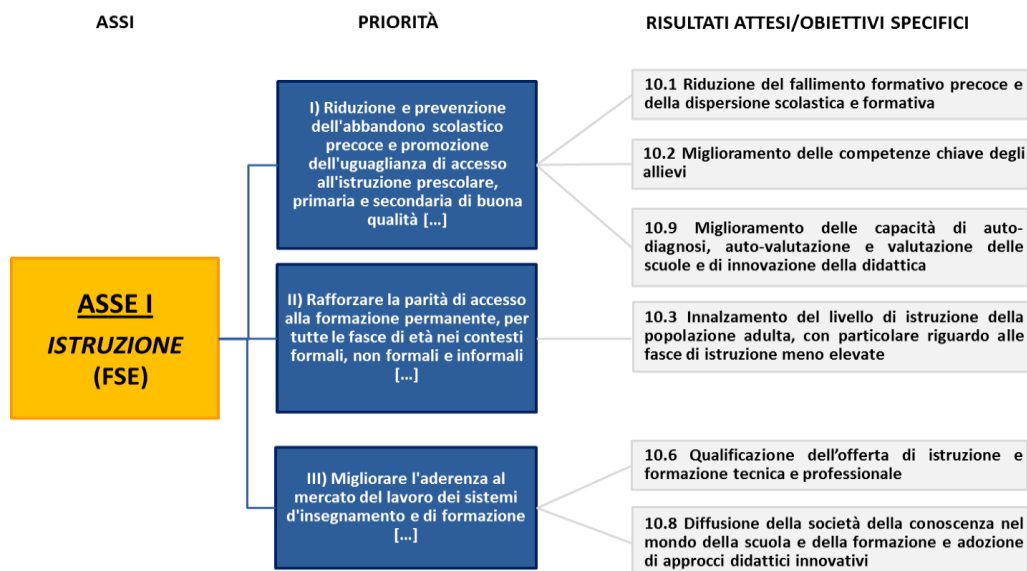 ASSI
PRIORITÀ
RISULTATI ATTESI/OBIETTIVI SPECIFICI
ASSE I
ISTRUZIONE
(FSE)
I) Riduzione e prevenzione
dell'abbandono scolastico
precoce e promozione
dell'uguaglianza di accesso
all'istruzione prescolare,
primaria e secondaria di buona
qualità [...]
10.1 Riduzione del fallimento formativo precoce e
della dispersione scolastica e formativa
10.2 Miglioramento delle competenze chiave degli
allievi
10.9 Miglioramento delle capacità di auto-
diagnosi, auto-valutazione e valutazione delle
scuole e di innovazione della didattica
II) Rafforzare la parità di accesso
alla formazione permanente, per
tutte le fasce di età nei contesti
formali, non formali e informali
[...]
10.3 Innalzamento del livello di istruzione della
popolazione adulta, con particolare riguardo alle
fasce di istruzione meno elevate
III) Migliorare l'aderenza al
mercato del lavoro dei sistemi
d'insegnamento e di formazione
[...]
10.6 Qualificazione dell’offerta di istruzione e
formazione tecnica e professionale
10.8 Diffusione della società della conoscenza nel
mondo della scuola e della formazione e adozione
di approcci didattici innovativi